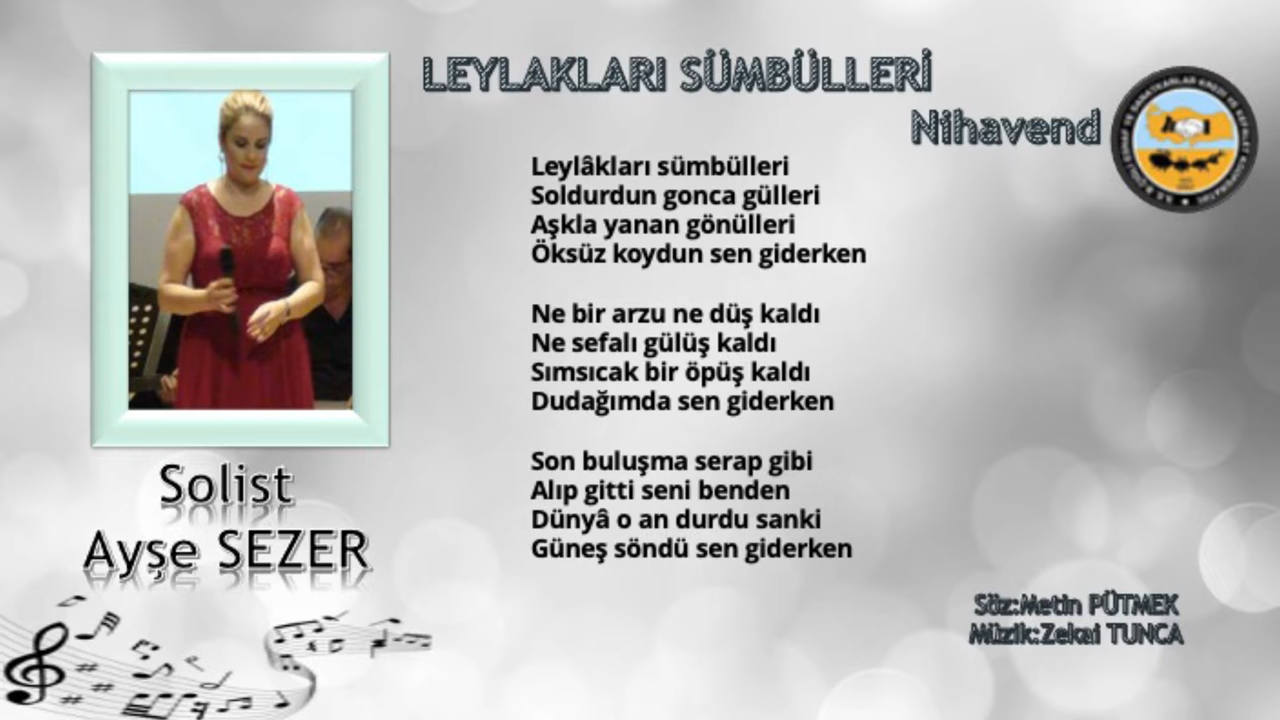 LEYLAKLARI SÜMBÜLLERİ
Nihavend
Leylâkları sümbülleri
Soldurdun gonca gülleri
Aşkla yanan gönülleri
Öksüz koydun sen giderken
Ne bir arzu ne düş kaldı
Ne sefalı gülüş kaldı
Sımsıcak bir öpüş kaldı
Dudağımda sen giderken
Son buluşma serap gibi
Alıp gitti seni benden
Dünyâ o an durdu sanki
Güneş söndü sen giderken
Solist
Ayşe SEZER
Söz:Metin PÜTMEK
Müzik:Zekai TUNCA